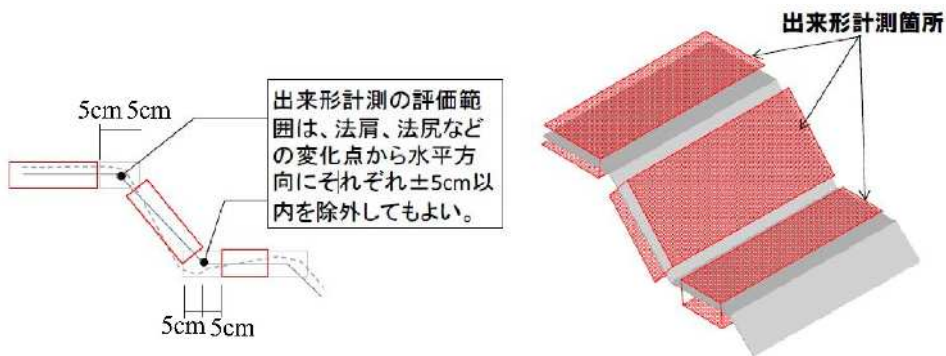 出来形計測箇所
5cm 5cm
出来形計測の評価範
囲は、法肩、法尻など
の変化点から水平方
向にそれぞれ±5cm以
内を除外してもよい。
5cm 5cm